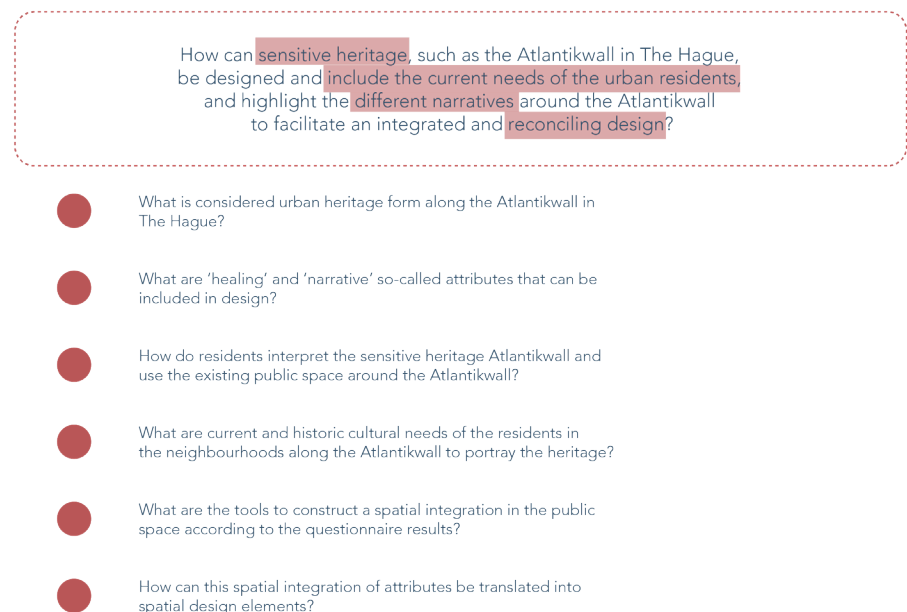 How can sensitive heritage, such as the Atlantikwall in The Hague,
be designed and include the current needs of the urban residents,
and highlight the different narratives around the Atlantikwall
to facilitate an integrated and reconciling design?
What is considered urban heritage form along the Atlantikwall in
The Hague?
What are ‘healing’ and ‘narrative’ so-called attributes that can be
included in design?
How do residents interpret the sensitive heritage Atlantikwall and
use the existing public space around the Atlantikwall?
What are current and historic cultural needs of the residents in
the neighbourhoods along the Atlantikwall to portray the heritage?
What are the tools to construct a spatial integration in the public
space according to the questionnaire results?
How can this spatial integration of attributes be translated into
spatial design elements?